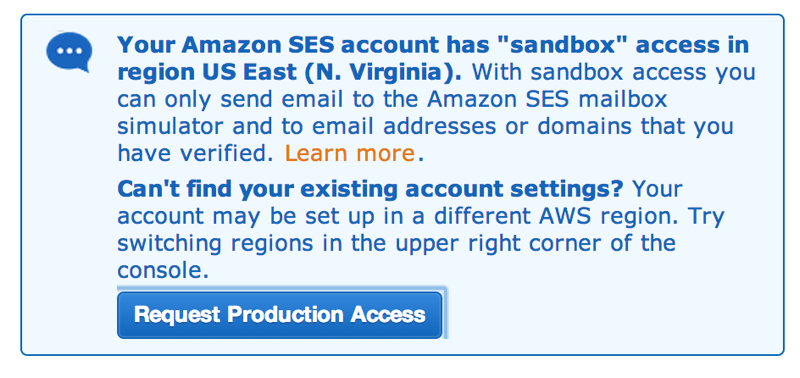 Your Amazon SES account has "sandbox" access in
region US East (N. Virginia). With sandbox access you
can only send email to the Amazon SES mailbox
simulator and to email addresses or domains that you
have verified. Learn more.
Can't find your existing account settings? Your
account may be set up in a different AWS region. Try
switching regions in the upper right corner of the
console.
Request Production Access